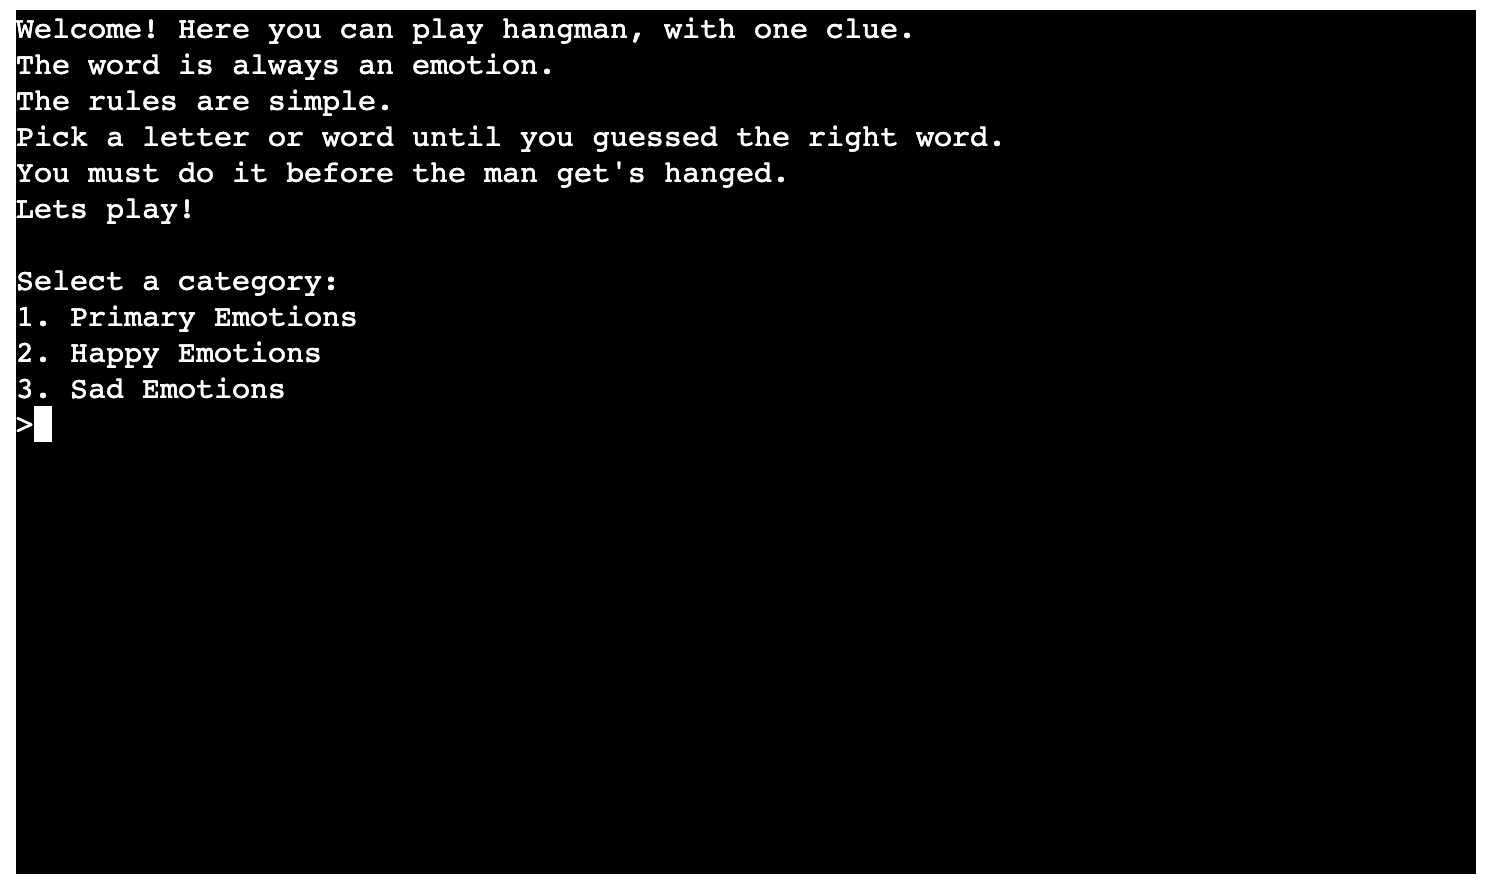 Welcome! Here you can play hangman, with one clue.
The word is always an emotion.
The rules are simple.
Pick a letter or word until you guessed the right word.
You must do it before the man get's hanged.
Lets play!
Select a category:
1. Primary Emotions
2. Happy Emotions
3. Sad Emotions
>